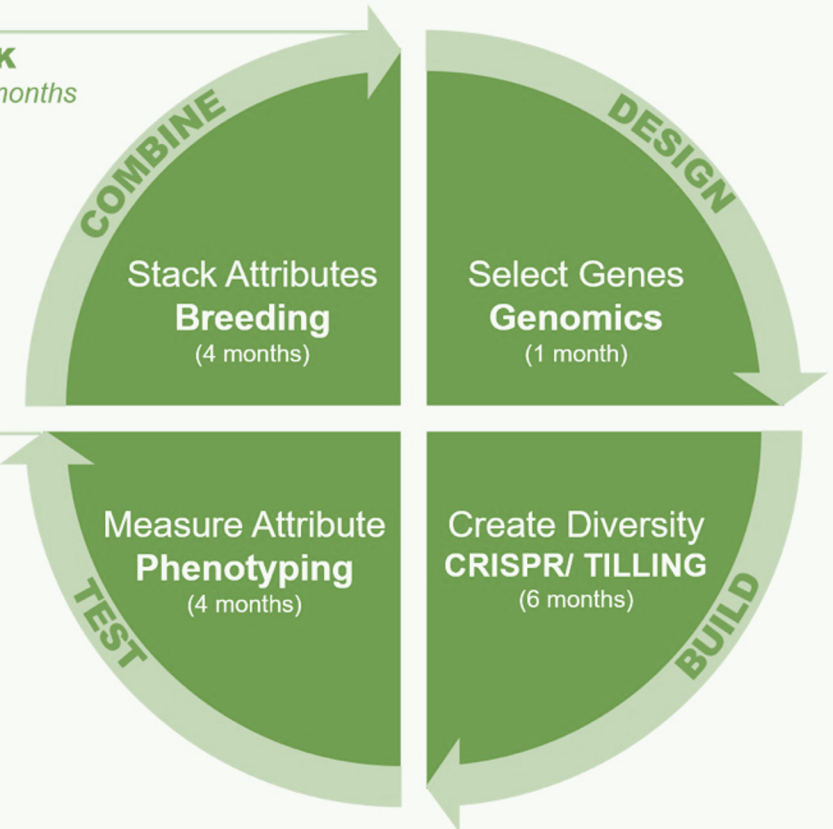 K
months
COMBINE
Stack Attributes
Breeding
(4 months)
DESIGN
Select Genes
Genomics
(1 month)
Measure Attribute
Phenotyping
(4 months)
TEST
Create Diversity
CRISPR/ TILLING
(6 months)
BUILD